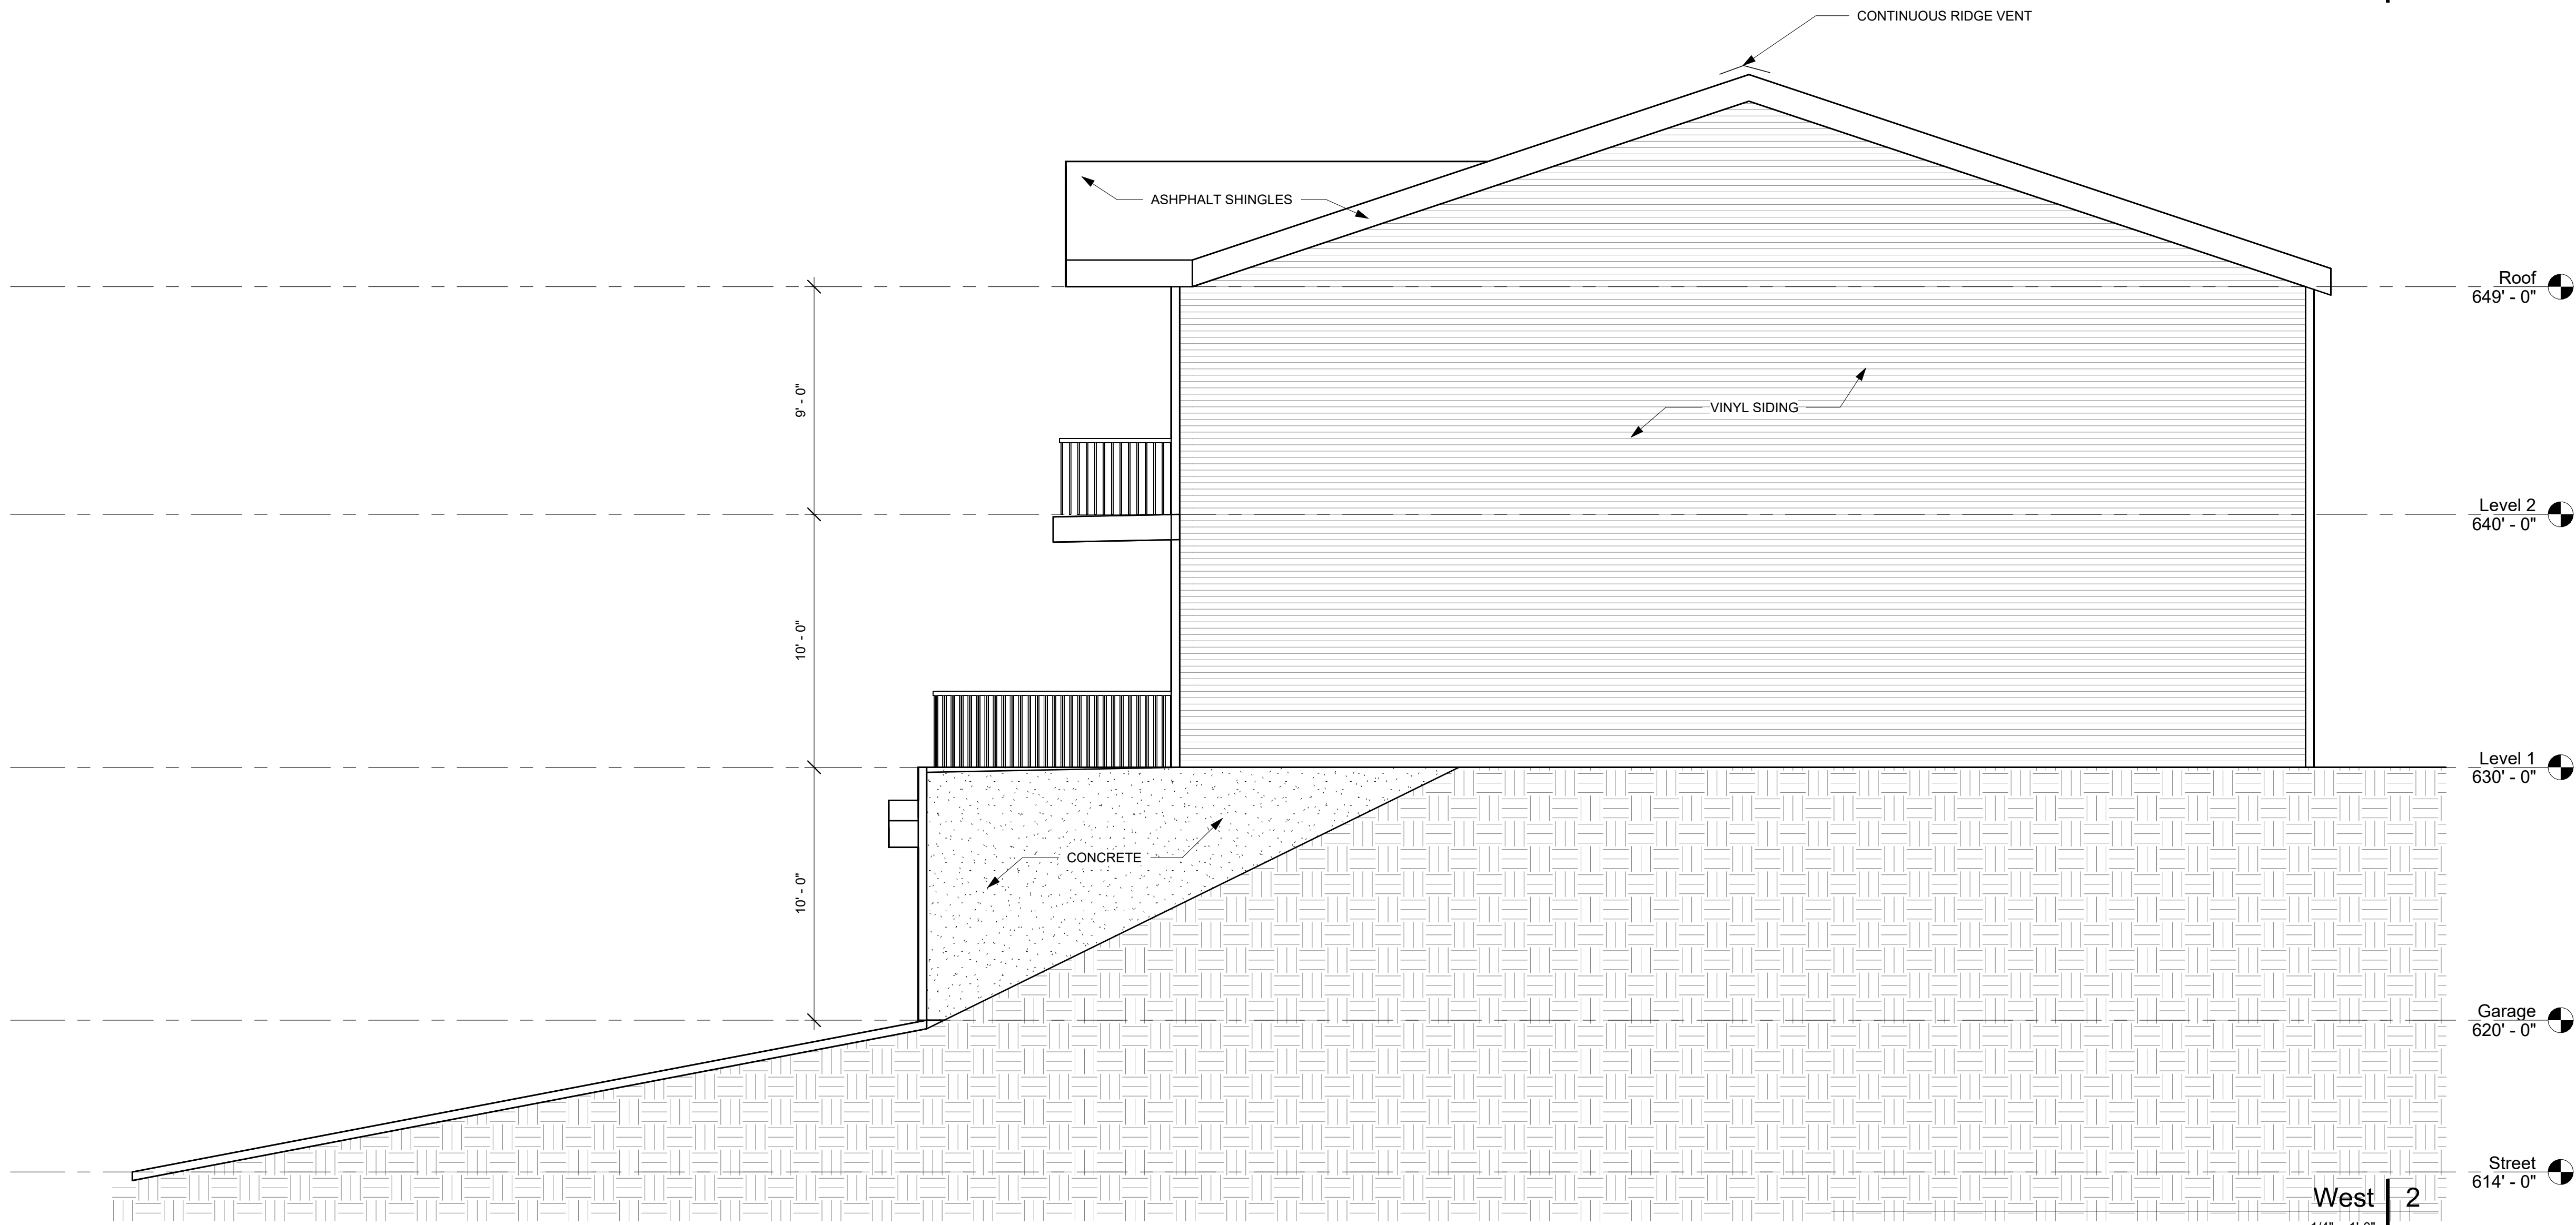 CONTINUOUS RIDGE VENT
ASHPHALT SHINGLES
Roof
649' - 0"
9' - 0"
VINYL SIDING
Level 2
640' - 0"
10' - 0"
Level 1
630' - 0"
CONCRETE
10' - 0"
Garage
620' - 0"
Street
614' - 0"
West 2